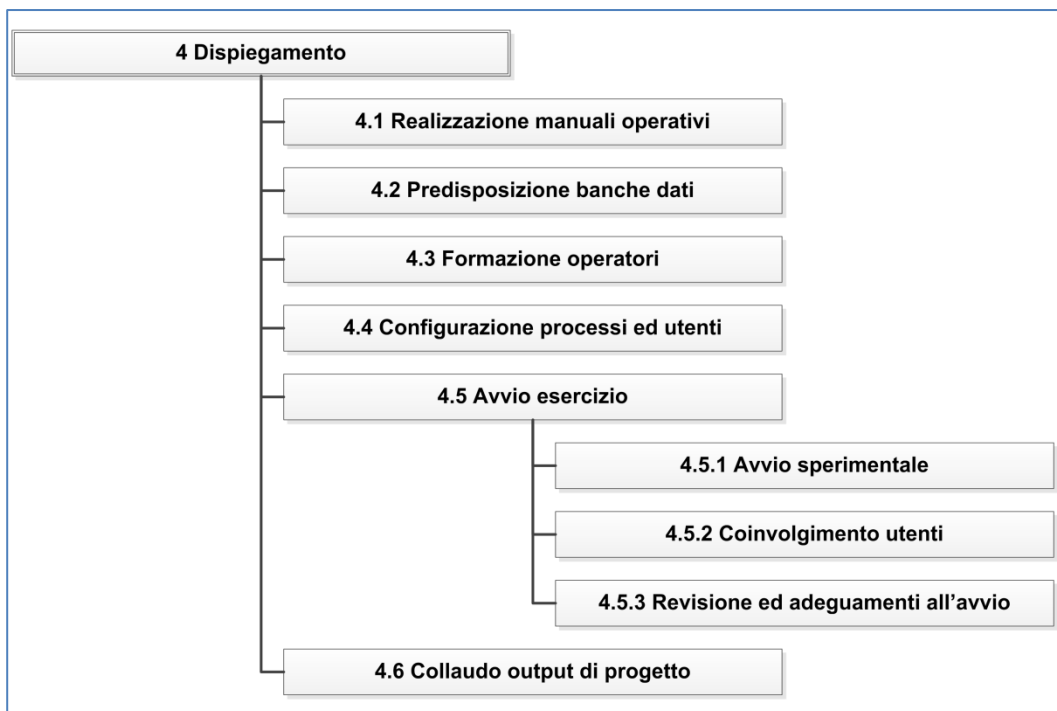 4 Dispiegamento
4.1 Realizzazione manuali operativi
4.2 Predisposizione banche dati
4.3 Formazione operatori
4.4 Configurazione processi ed utenti
4.5 Avvio esercizio
4.5.1 Avvio sperimentale
4.5.2 Coinvolgimento utenti
4.5.3 Revisione ed adeguamenti all’avvio
4.6 Collaudo output di progetto